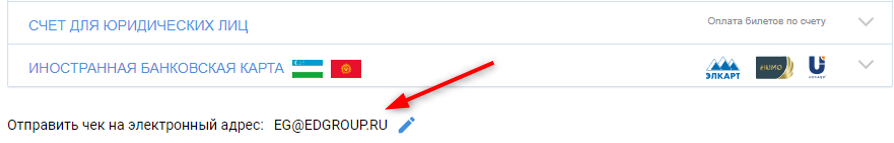 СЧЕТ ДЛЯ ЮРИДИЧЕСКИХ ЛИЦ Оплата билетов по счету
ИНОСТРАННАЯ БАНКОВСКАЯ КАРТА ЭЛКАРТ HUMO
Отправить чек на электронный адрес: EG@EDGROUP.RU